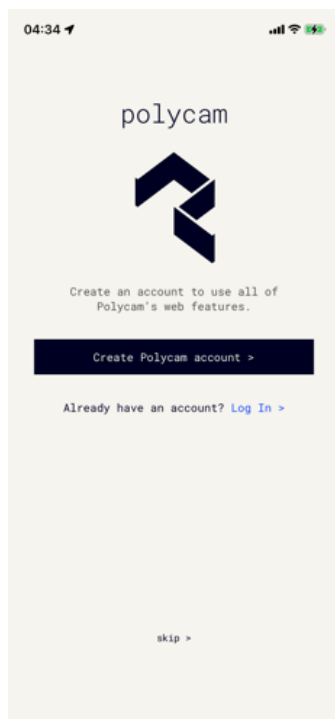 04:34
polycam
Create an account to use all of
Polycam's web features.
Create Polycam account >
Already have an account? Log In >
skip >